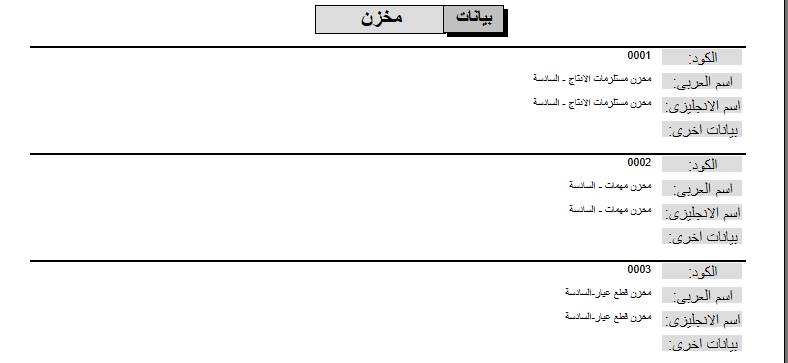 بيانات مخزن
الكود: 0001
اسم العربى: مخزن مستلزمات الانتاج - السادسة
اسم الانجليزى: مخزن مستلزمات الانتاج - السادسة
بيانات اخرى:
الكود: 0002
اسم العربى: مخزن مهمات - السادسة
اسم الانجليزى: مخزن مهمات - السادسة
بيانات اخرى:
الكود: 0003
اسم العربى: مخزن قطع عيار-السادسة
اسم الانجليزى: مخزن قطع عيار-السادسة
بيانات اخرى: